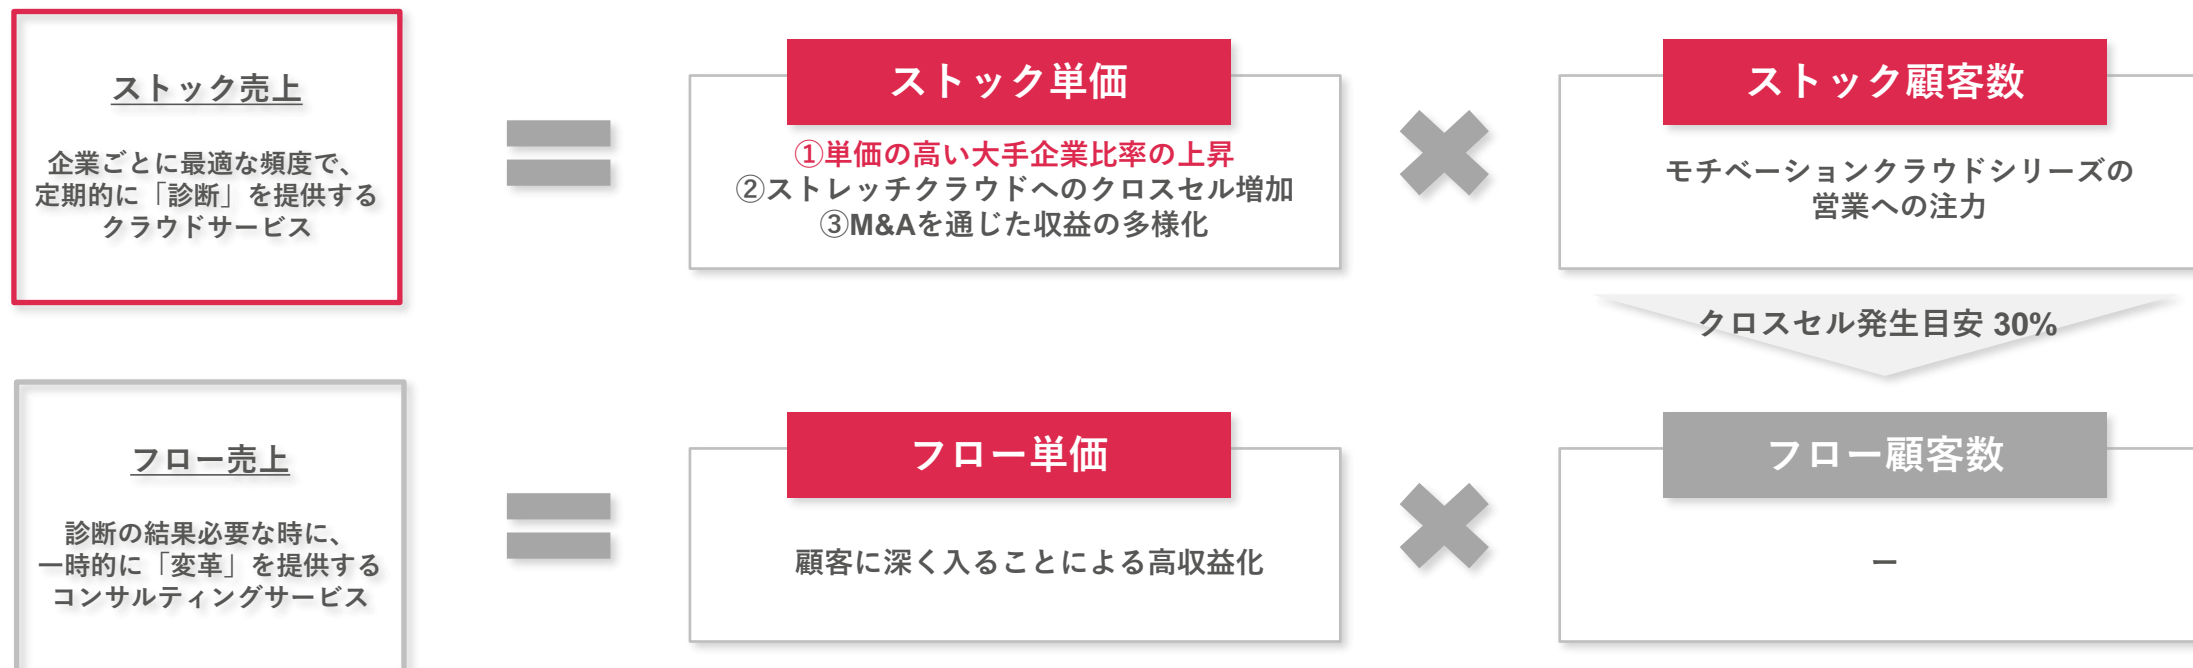 ストック売上
企業ごとに最適な頻度で、
定期的に「診断」を提供する
クラウドサービス
ストック単価
①単価の高い大手企業比率の上昇
②ストレッチクラウドへのクロスセル増加
③M&Aを通じた収益の多様化
ストック顧客数
モチベーションクラウドシリーズの
営業への注力
クロスセル発生目安 30%
フロー売上
診断の結果必要な時に、
一時的に「変革」を提供する
コンサルティングサービス
フロー単価
顧客に深く入ることによる高収益化
フロー顧客数
ー